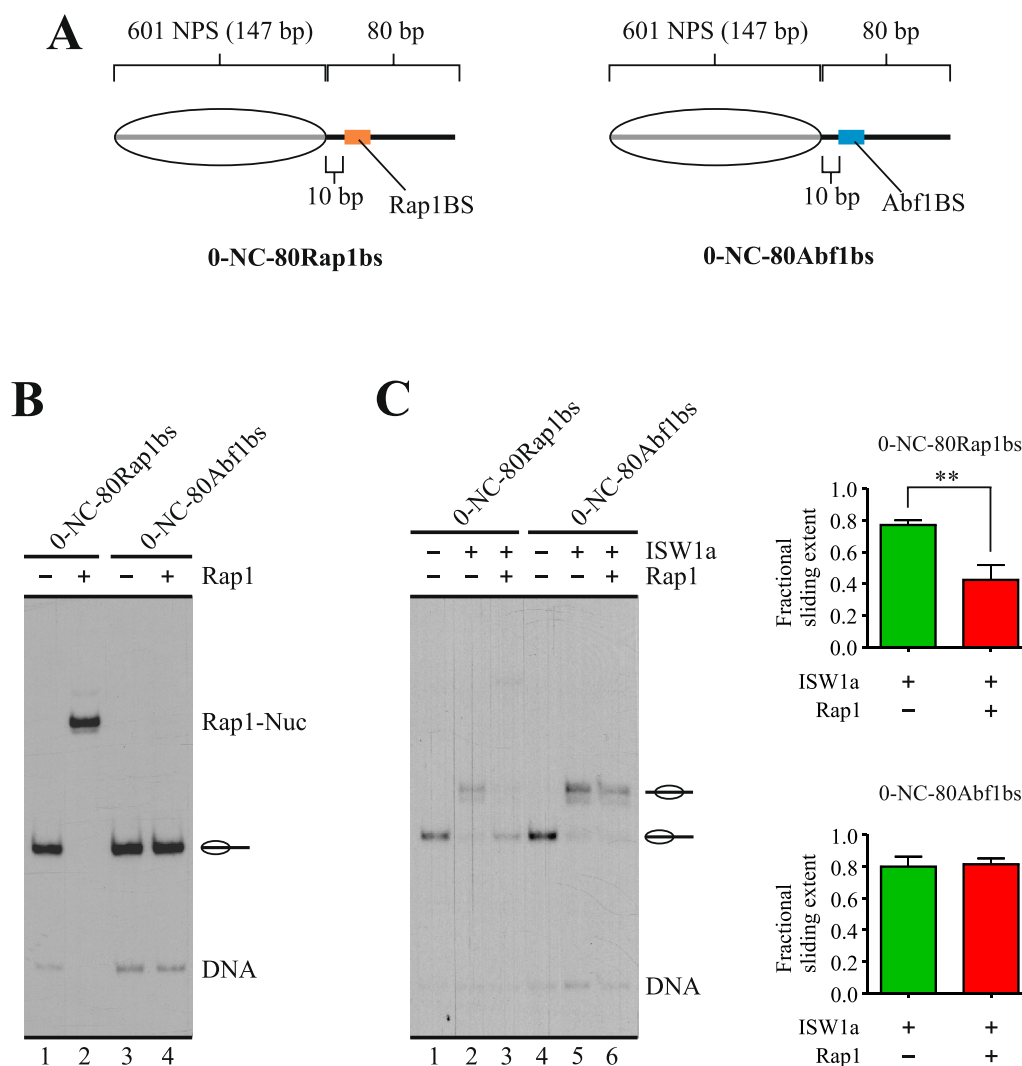 A
601 NPS (147 bp) 80 bp
10 bp
Rap1BS
0-NC-80Rap1bs
601 NPS (147 bp) 80 bp
10 bp
Abf1BS
0-NC-80Abf1bs
B
0-NC-80Rap1bs
0-NC-80Abf1bs
– + – + Rap1
Rap1-Nuc
DNA
1 2 3 4
C
0-NC-80Rap1bs
0-NC-80Abf1bs
– + + – + + ISW1a
– – + – – + Rap1
DNA
1 2 3 4 5 6
0-NC-80Rap1bs
**
Fractional
sliding extent
1.0
0.8
0.6
0.4
0.2
0.0
ISW1a + +
Rap1 – +
0-NC-80Abf1bs
Fractional
sliding extent
1.0
0.8
0.6
0.4
0.2
0.0
ISW1a + +
Rap1 – +